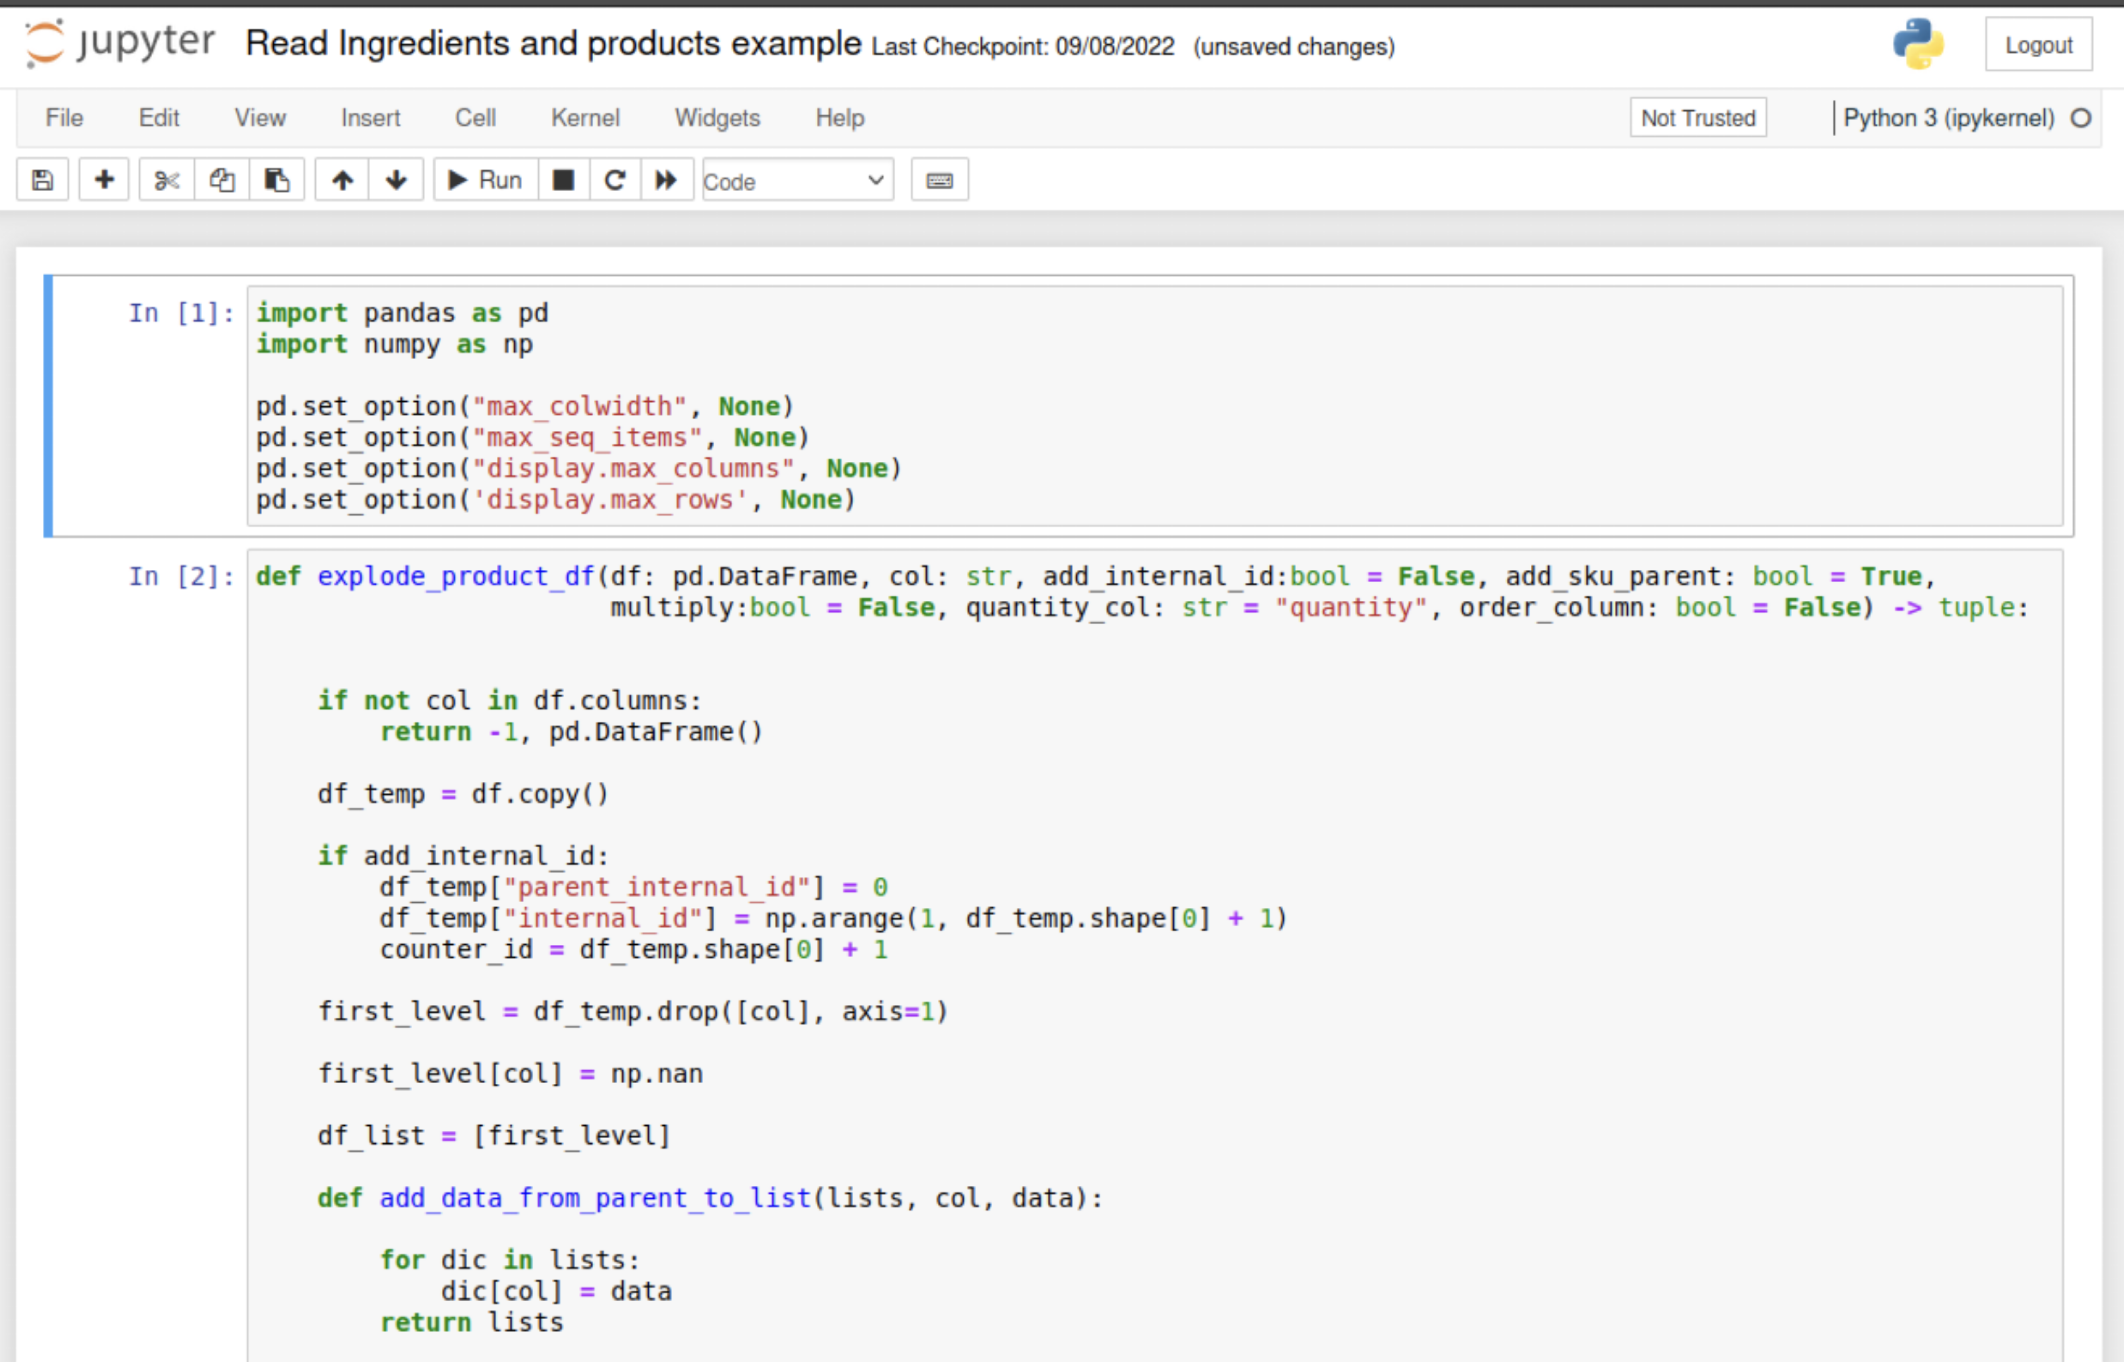 jupyter Read Ingredients and products example Last Checkpoint: 09/08/2022 (unsaved changes) Logout
File Edit View Insert Cell Kernel Widgets Help Not Trusted Python 3 (ipykernel)
Run Code
In [1]: import pandas as pd
import numpy as np
pd.set_option("max_colwidth", None)
pd.set_option("max_seq_items", None)
pd.set_option("display.max_columns", None)
pd.set_option('display.max_rows', None)
In [2]: def explode_product_df(df: pd.DataFrame, col: str, add_internal_id:bool = False, add_sku_parent: bool = True,
multiply:bool = False, quantity_col: str = "quantity", order_column: bool = False) -> tuple:
if not col in df.columns:
return -1, pd.DataFrame()
df_temp = df.copy()
if add_internal_id:
df_temp["parent_internal_id"] = 0
df_temp["internal_id"] = np.arange(1, df_temp.shape[0] + 1)
counter_id = df_temp.shape[0] + 1
first_level = df_temp.drop([col], axis=1)
first_level[col] = np.nan
df_list = [first_level]
def add_data_from_parent_to_list(lists, col, data):
for dic in lists:
dic[col] = data
return lists